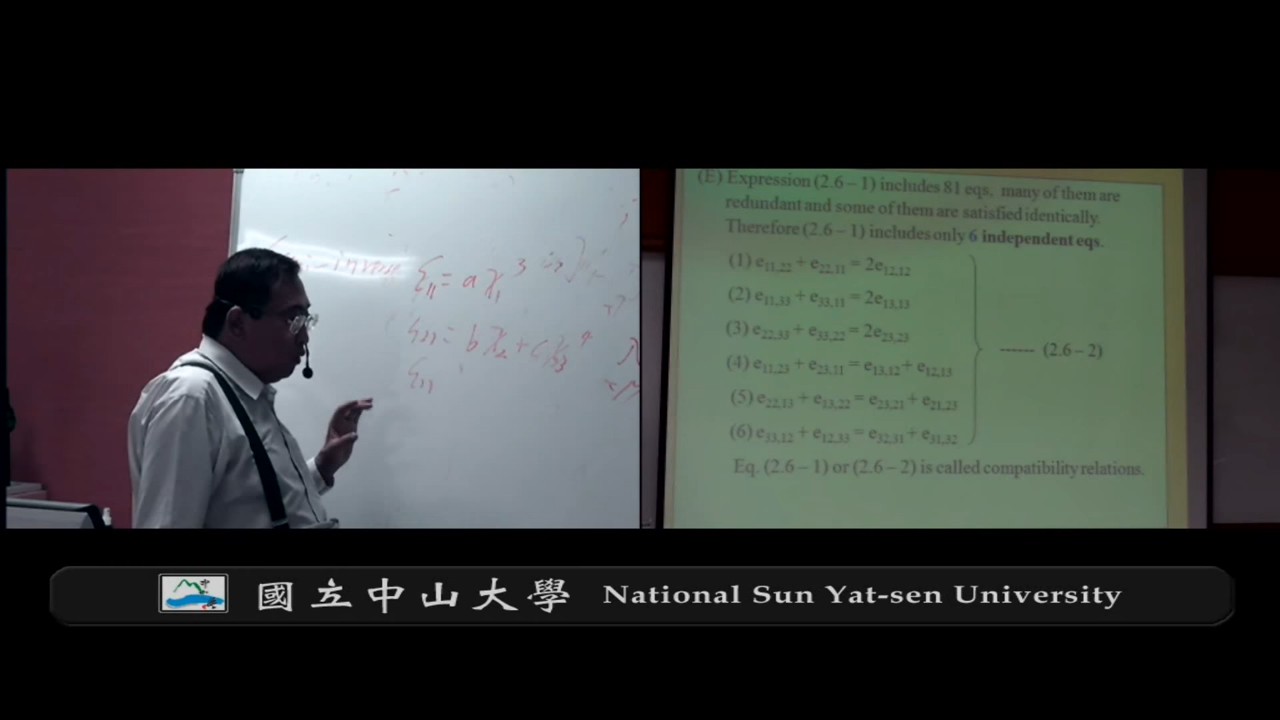 ε₁₁ = a x₁³
ε₂₂ = b x₂ + c x₃⁴
(E) Expression (2.6 – 1) includes 81 eqs, many of them are
redundant and some of them are satisfied identically.
Therefore (2.6 – 1) includes only 6 independent eqs.
(1) e₁₁,₂₂ + e₂₂,₁₁ = 2e₁₂,₁₂
(2) e₁₁,₃₃ + e₃₃,₁₁ = 2e₁₃,₁₃
(3) e₂₂,₃₃ + e₃₃,₂₂ = 2e₂₃,₂₃
(4) e₁₁,₂₃ + e₂₃,₁₁ = e₁₃,₁₂ + e₁₂,₁₃
(5) e₂₂,₁₃ + e₁₃,₂₂ = e₂₃,₂₁ + e₂₁,₂₃
(6) e₃₃,₁₂ + e₁₂,₃₃ = e₃₂,₃₁ + e₃₁,₃₂
------ (2.6 – 2)
Eq. (2.6 – 1) or (2.6 – 2) is called compatibility relations.
國立中山大學 National Sun Yat-sen University